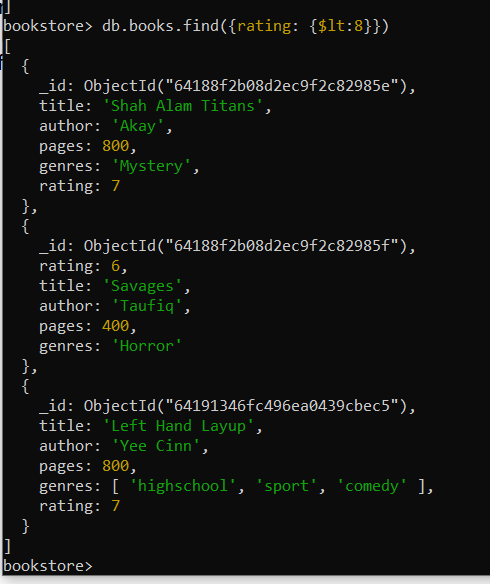 ]
bookstore> db.books.find({rating: {$lt:8}})
[
  {
    _id: ObjectId("64188f2b08d2ec9f2c82985e"),
    title: 'Shah Alam Titans',
    author: 'Akay',
    pages: 800,
    genres: 'Mystery',
    rating: 7
  },
  {
    _id: ObjectId("64188f2b08d2ec9f2c82985f"),
    rating: 6,
    title: 'Savages',
    author: 'Taufiq',
    pages: 400,
    genres: 'Horror'
  },
  {
    _id: ObjectId("64191346fc496ea0439cbec5"),
    title: 'Left Hand Layup',
    author: 'Yee Cinn',
    pages: 800,
    genres: [ 'highschool', 'sport', 'comedy' ],
    rating: 7
  }
]
bookstore>